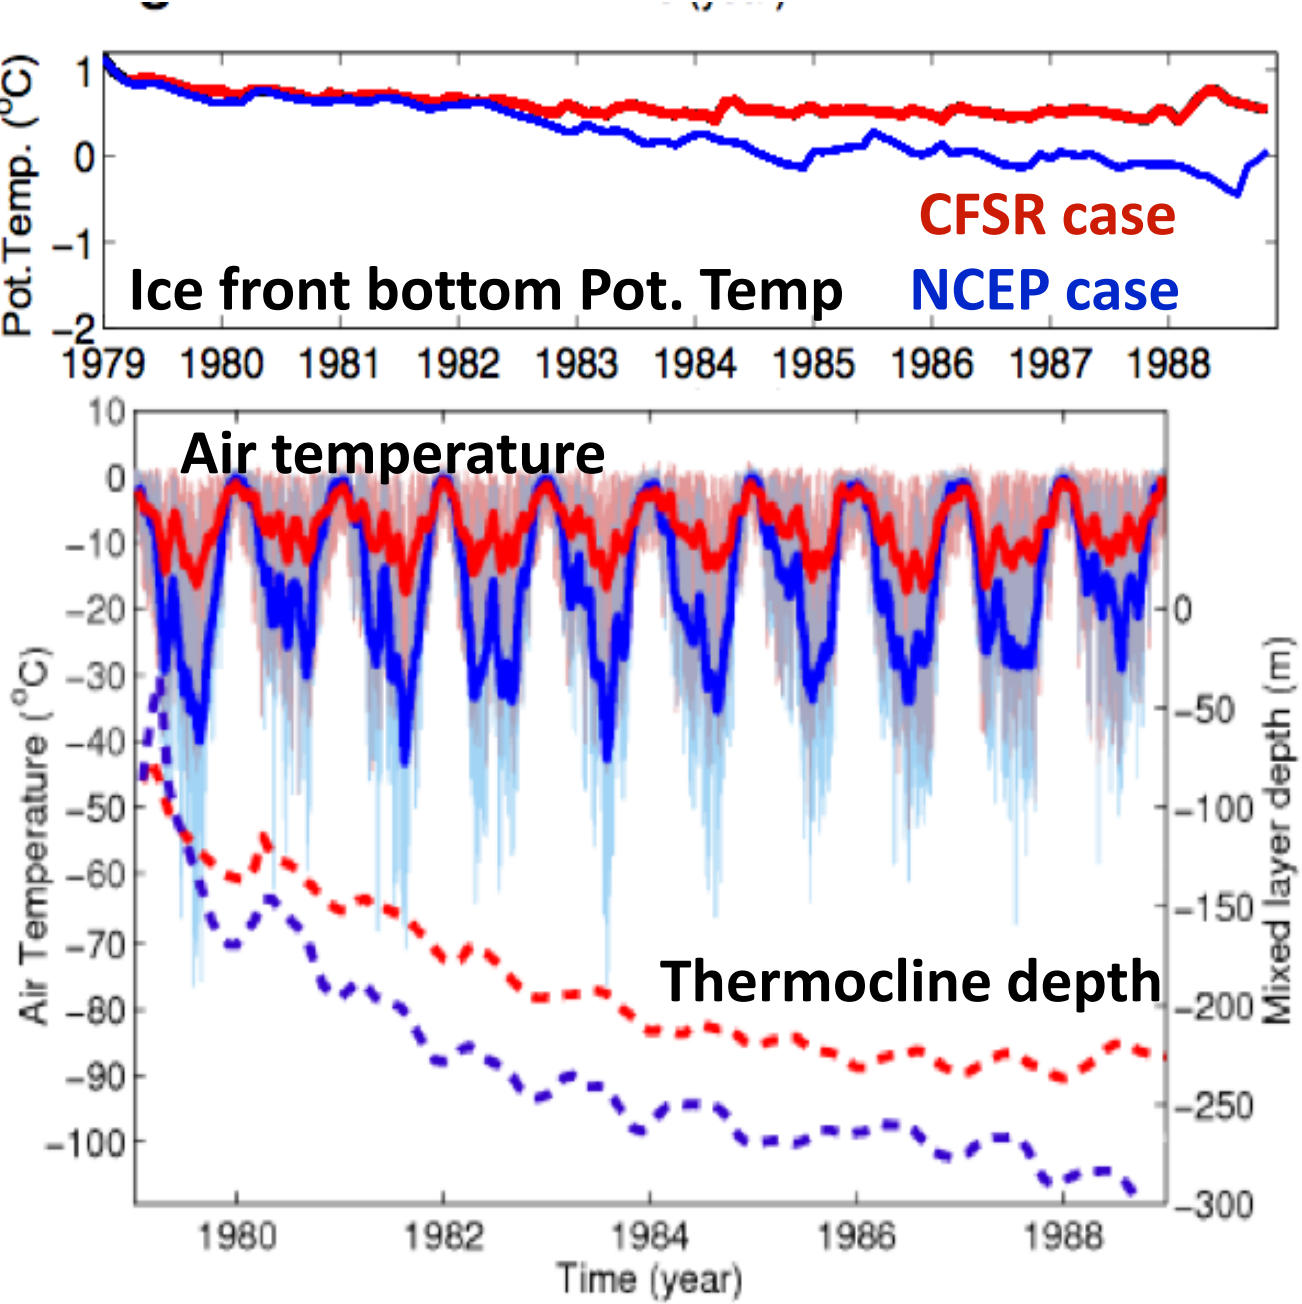 Pot.Temp. (°C)
1
0
−1
−2
CFSR case
Ice front bottom Pot. Temp
NCEP case
1979 1980 1981 1982 1983 1984 1985 1986 1987 1988
Air Temperature (°C)
10
0
−10
−20
−30
−40
−50
−60
−70
−80
−90
−100
Air temperature
Thermocline depth
0
−50
−100
−150
−200
−250
−300
Mixed layer depth (m)
1980 1982 1984 1986 1988
Time (year)